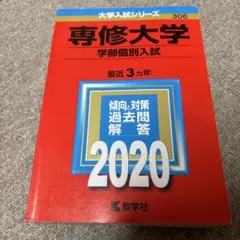 大学入試シリーズ 306
専修大学
学部個別入試
最近3カ年
傾向と対策
過去問
解答
2020
教学社